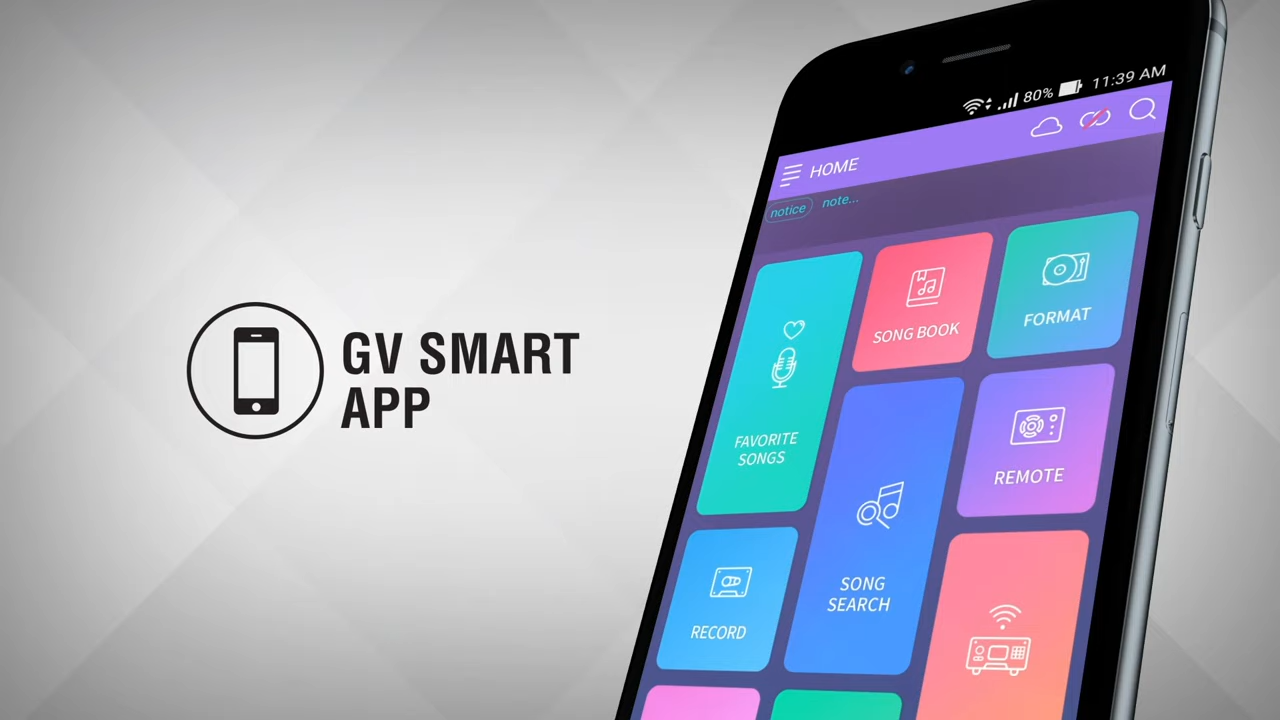 GV SMART
APP
80%
11:39 AM
HOME
notice
note...
FAVORITE
SONGS
SONG BOOK
FORMAT
REMOTE
SONG
SEARCH
RECORD